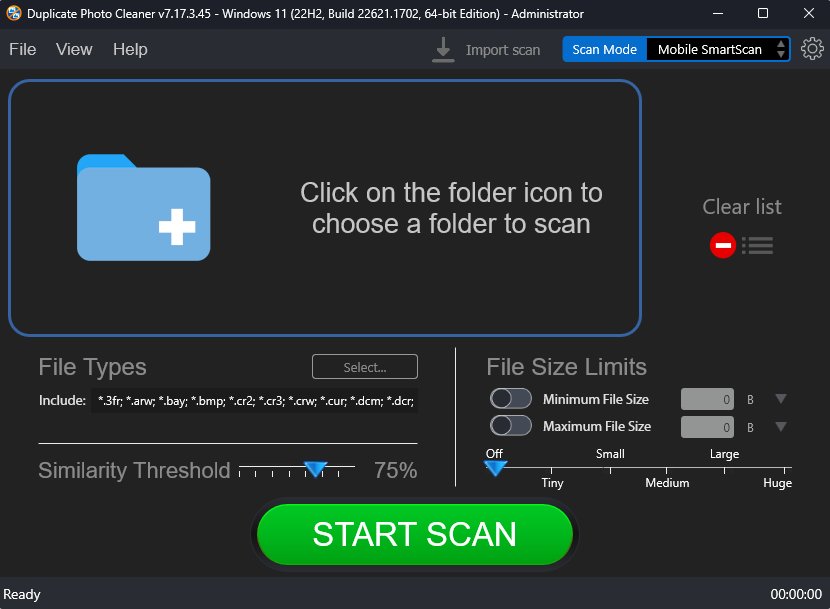 Duplicate Photo Cleaner v7.17.3.45 - Windows 11 (22H2, Build 22621.1702, 64-bit Edition) - Administrator
File View Help Import scan Scan Mode Mobile SmartScan
Click on the folder icon to
choose a folder to scan
Clear list
File Types Select...
Include: *.3fr; *.arw; *.bay; *.bmp; *.cr2; *.cr3; *.crw; *.cur; *.dcm; *.dcr;
Similarity Threshold 75%
File Size Limits
Minimum File Size 0 B
Maximum File Size 0 B
Off Small Large
Tiny Medium Huge
START SCAN
Ready 00:00:00